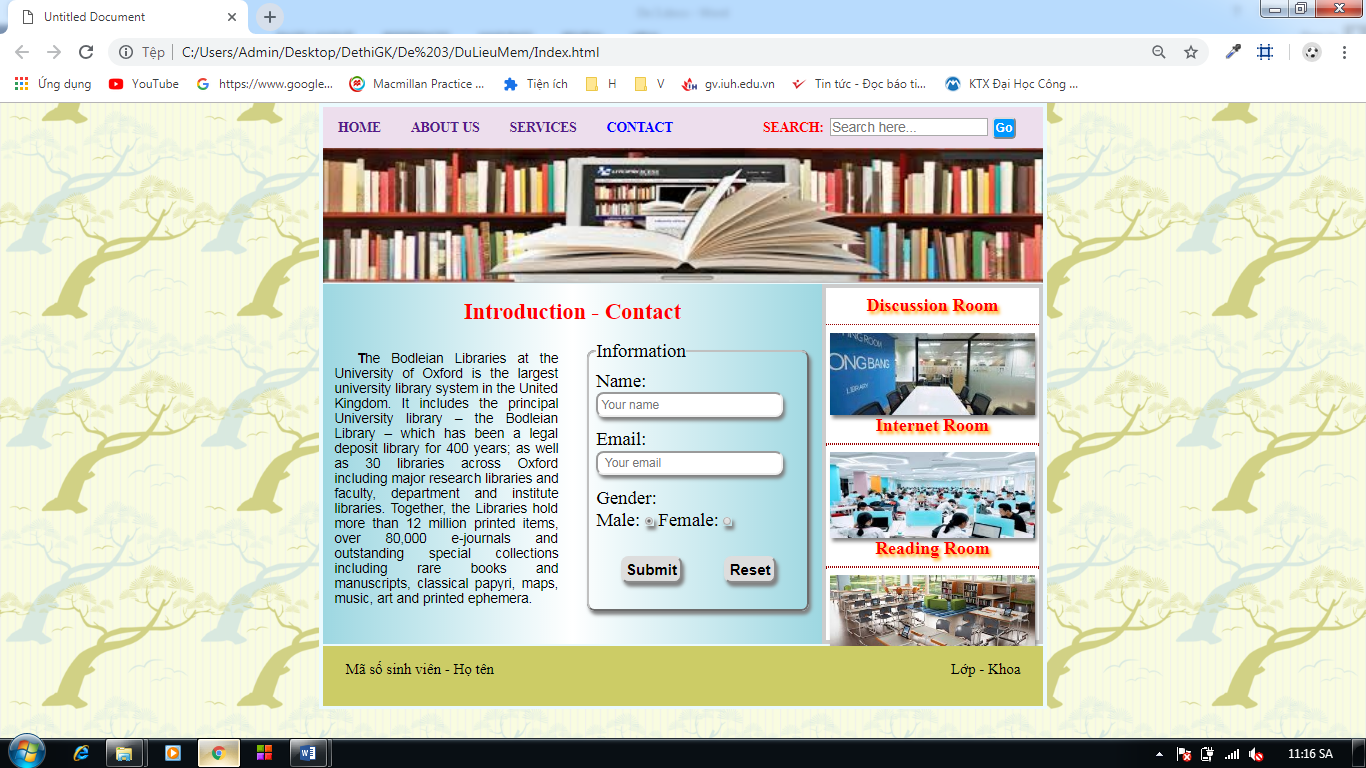 Untitled Document
Tệp
C:/Users/Admin/Desktop/DethiGK/De%203/DuLieuMem/Index.html
Ứng dụng
YouTube
https://www.google...
Macmillan Practice ...
Tiện ích
H
V
gv.iuh.edu.vn
Tin tức - Đọc báo ti...
KTX Đại Học Công ...
HOME
ABOUT US
SERVICES
CONTACT
SEARCH:
Search here...
Go
Introduction - Contact
The Bodleian Libraries at the
University of Oxford is the largest
university library system in the United
Kingdom. It includes the principal
University library – the Bodleian
Library – which has been a legal
deposit library for 400 years; as well
as 30 libraries across Oxford
including major research libraries and
faculty, department and institute
libraries. Together, the Libraries hold
more than 12 million printed items,
over 80,000 e-journals and
outstanding special collections
including rare books and
manuscripts, classical papyri, maps,
music, art and printed ephemera.
Information
Name:
Your name
Email:
Your email
Gender:
Male: Female:
Submit
Reset
Discussion Room
ING ROOM
ONG BANG
LIBRARY
Internet Room
Reading Room
Mã số sinh viên - Họ tên
Lớp - Khoa
11:16 SA